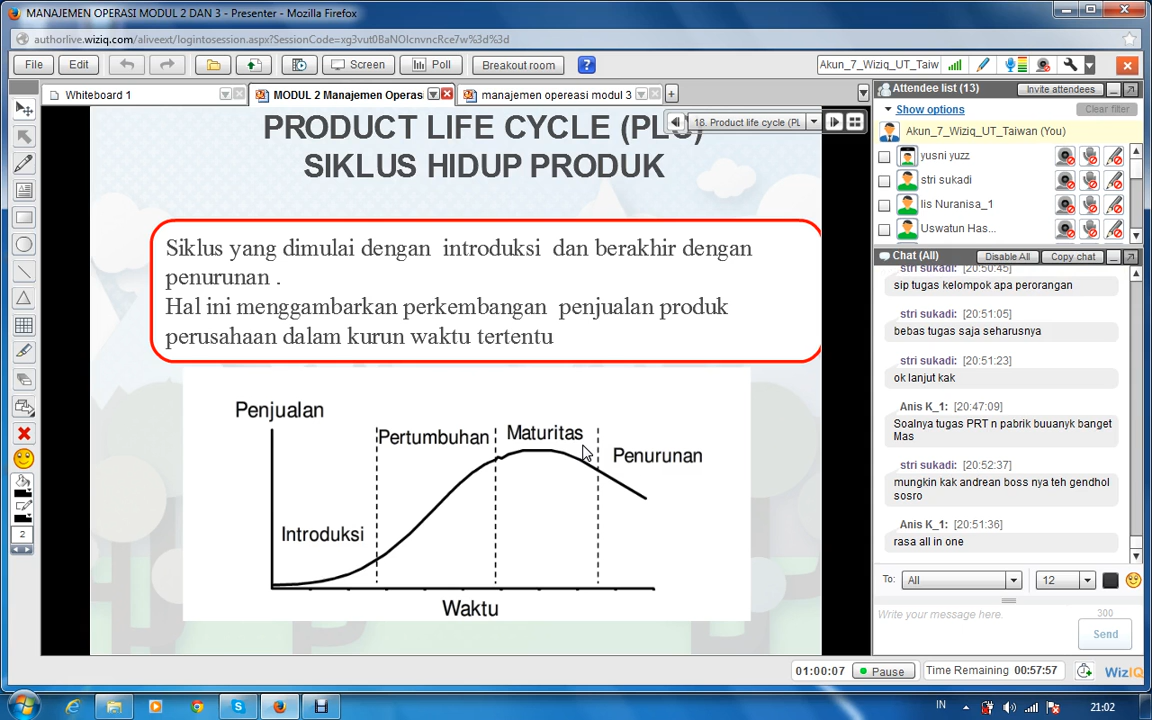 MANAJEMEN OPERASI MODUL 2 DAN 3 - Presenter - Mozilla Firefox
authorlive.wiziq.com/aliveext/logintosession.aspx?SessionCode=xg3vut0BaNOIcnvncRce7w%3d%3d
File Edit Screen Poll Breakout room ? Akun_7_Wiziq_UT_Taiw
Whiteboard 1 MODUL 2 Manajemen Operas manajemen opereasi modul 3
18. Product life cycle (PL
PRODUCT LIFE CYCLE (PLC)
SIKLUS HIDUP PRODUK
Siklus yang dimulai dengan introduksi dan berakhir dengan
penurunan .
Hal ini menggambarkan perkembangan penjualan produk
perusahaan dalam kurun waktu tertentu
Penjualan
Pertumbuhan
Maturitas
Penurunan
Introduksi
Waktu
2
Attendee list (13)
Invite attendees
Show options
Clear filter
Akun_7_Wiziq_UT_Taiwan (You)
yusni yuzz
stri sukadi
Iis Nuranisa_1
Uswatun Has...
Chat (All)
Disable All
Copy chat
stri sukadi: [20:50:45]
sip tugas kelompok apa perorangan
stri sukadi: [20:51:05]
bebas tugas saja seharusnya
stri sukadi: [20:51:23]
ok lanjut kak
Anis K_1: [20:47:09]
Soalnya tugas PRT n pabrik buuanyk banget
Mas
stri sukadi: [20:52:37]
mungkin kak andrean boss nya teh gendhol
sosro
Anis K_1: [20:51:36]
rasa all in one
To: All 12
Write your message here.
300
Send
01:00:07 Pause Time Remaining 00:57:57 WizIQ
IN 21:02